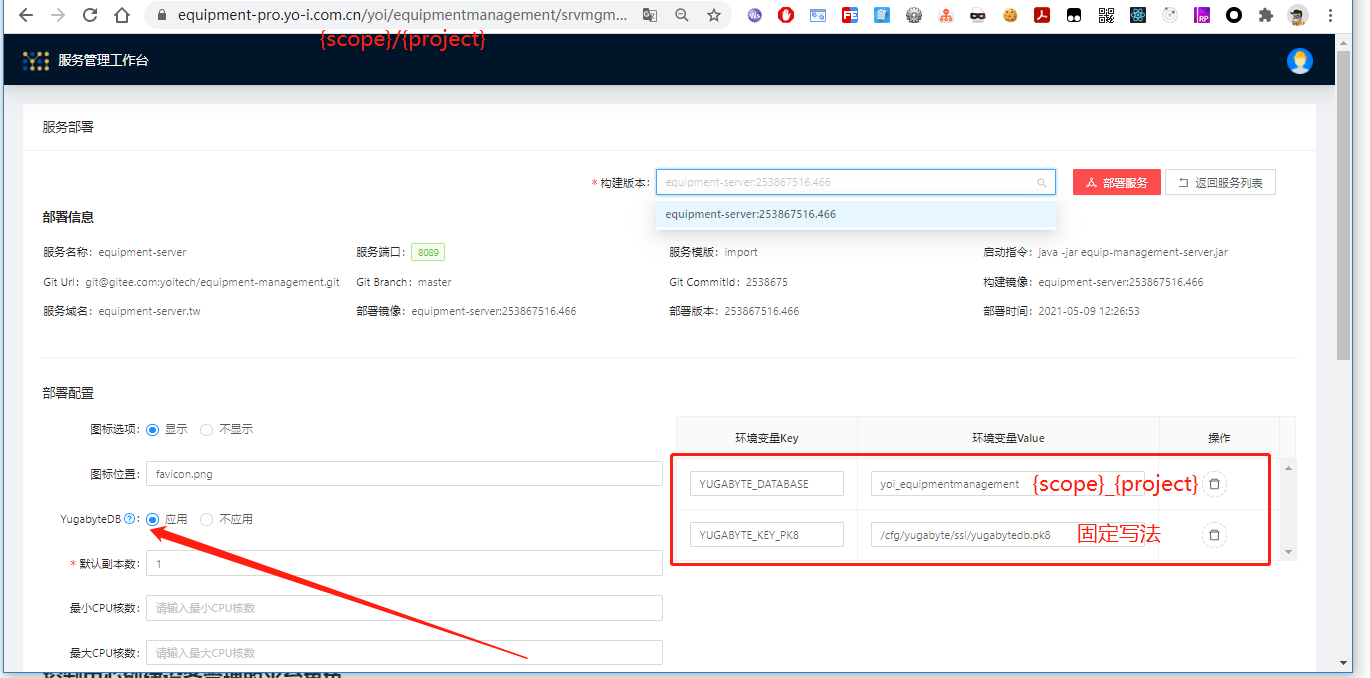 equipment-pro.yo-i.com.cn/yoi/equipmentmanagement/srvmgm...
{scope}/{project}
服务管理工作台
服务部署
* 构建版本: equipment-server:253867516.466 部署服务 返回服务列表
equipment-server:253867516.466
部署信息
服务名称: equipment-server 服务端口: 8089 服务模版: import 启动指令: java -jar equip-management-server.jar
Git Url: git@gitee.com:yoitech/equipment-management.git Git Branch: master Git CommitId: 2538675 构建镜像: equipment-server:253867516.466
服务域名: equipment-server.tw 部署镜像: equipment-server:253867516.466 部署版本: 253867516.466 部署时间: 2021-05-09 12:26:53
部署配置
图标选项: 显示 不显示
图标位置: favicon.png
YugabyteDB ?: 应用 不应用
* 默认副本数: 1
最小CPU核数: 请输入最小CPU核数
最大CPU核数: 请输入最大CPU核数
环境变量Key 环境变量Value 操作
YUGABYTE_DATABASE yoi_equipmentmanagement {scope}_{project}
YUGABYTE_KEY_PK8 /cfg/yugabyte/ssl/yugabytedb.pk8 固定写法